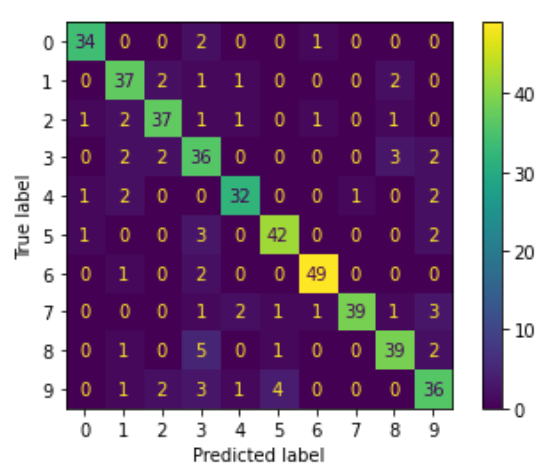 0 34 0 0 2 0 0 1 0 0 0
1 0 37 2 1 1 0 0 0 2 0 40
2 1 2 37 1 1 0 1 0 1 0
3 0 2 2 36 0 0 0 0 3 2 30
4 1 2 0 0 32 0 0 1 0 2
True label
5 1 0 0 3 0 42 0 0 0 2 20
6 0 1 0 2 0 0 49 0 0 0
7 0 0 0 1 2 1 1 39 1 3 10
8 0 1 0 5 0 1 0 0 39 2
9 0 1 2 3 1 4 0 0 0 36 0
0 1 2 3 4 5 6 7 8 9
Predicted label